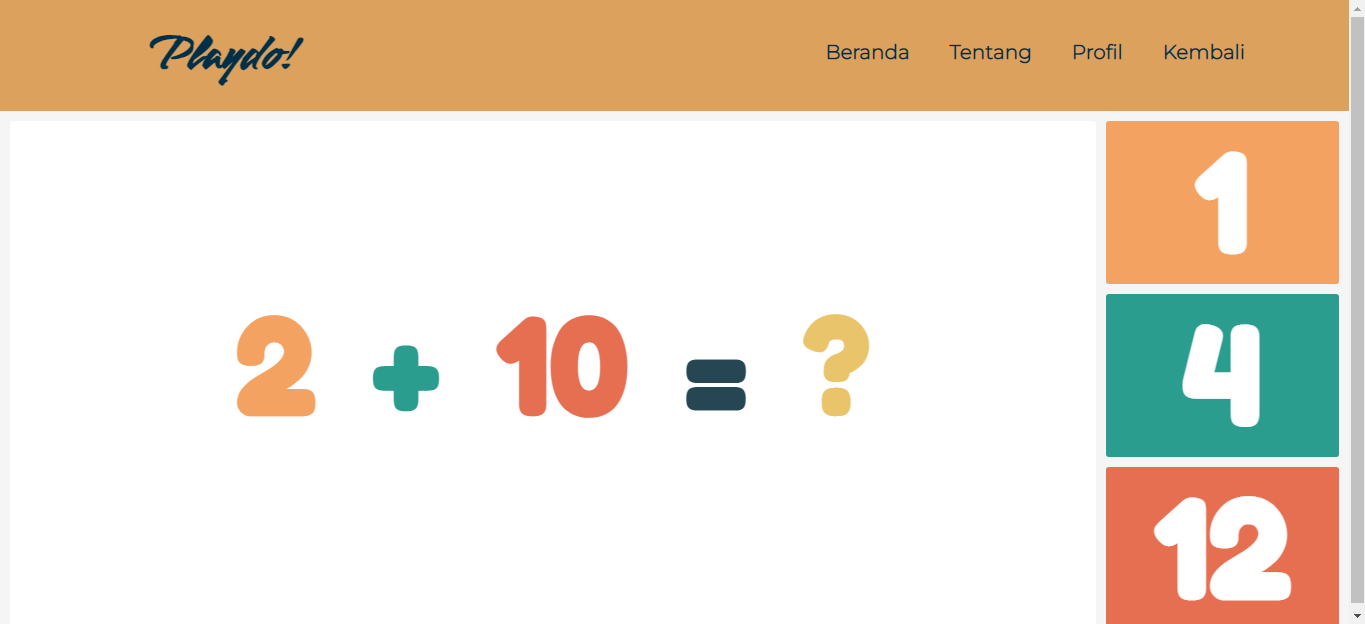 Playdo!
Beranda Tentang Profil Kembali
2 + 10 = ?
1
4
12